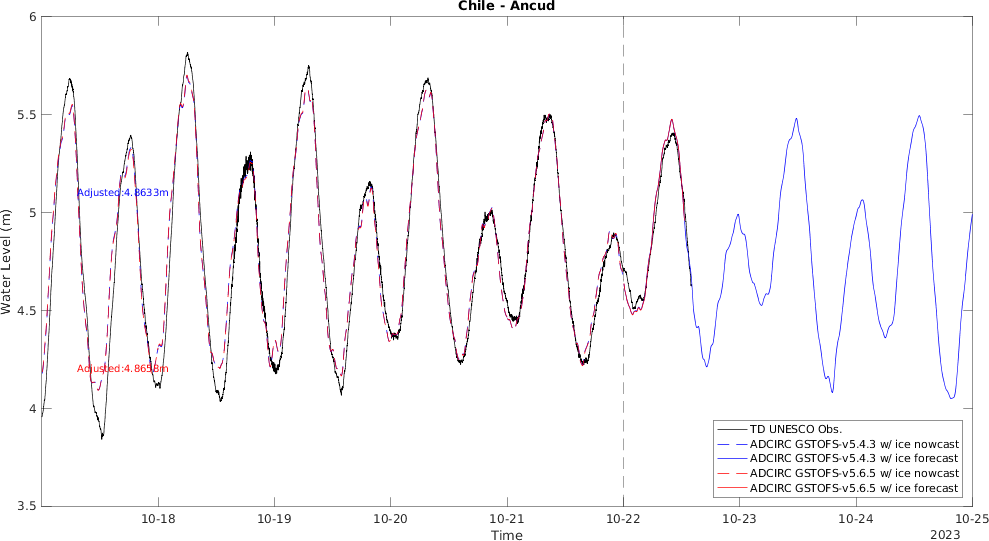 Chile - Ancud
6
5.5
5
4.5
4
3.5
Water Level (m)
Adjusted:4.8633m
Adjusted:4.8658m
TD UNESCO Obs.
ADCIRC GSTOFS-v5.4.3 w/ ice nowcast
ADCIRC GSTOFS-v5.4.3 w/ ice forecast
ADCIRC GSTOFS-v5.6.5 w/ ice nowcast
ADCIRC GSTOFS-v5.6.5 w/ ice forecast
10-18 10-19 10-20 10-21 10-22 10-23 10-24 10-25
Time
2023